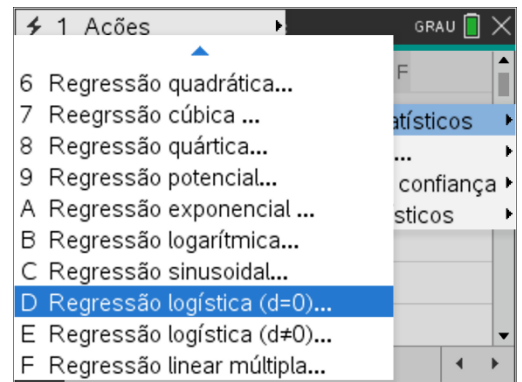 1 Ações
GRAU
F
6 Regressão quadrática...
7 Reegrssão cúbica ...
8 Regressão quártica...
9 Regressão potencial...
A Regressão exponencial ...
B Regressão logarítmica...
C Regressão sinusoidal...
D Regressão logística (d=0)...
E Regressão logística (d≠0)...
F Regressão linear múltipla...
atísticos
...
confiança
sticos